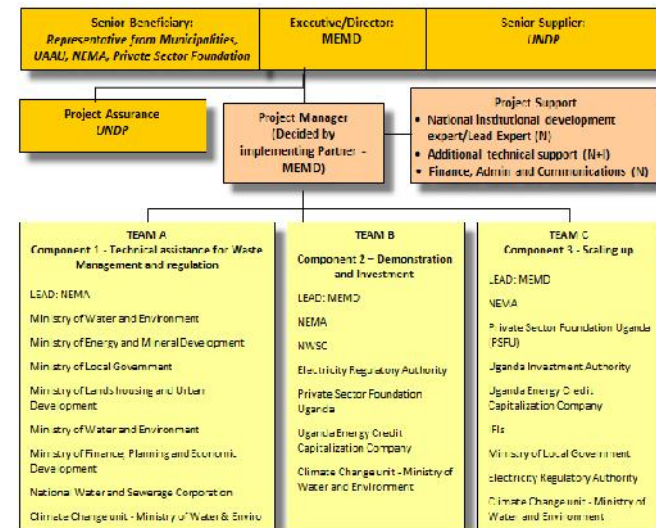 Senior Beneficiary:
Representative from Municipalities,
UAAU, NEMA, Private Sector Foundation
Executive/Director:
MEMD
Senior Supplier:
UNDP
Project Assurance
UNDP
Project Manager
(Decided by
implementing Partner -
MEMD)
Project Support
• National Institutional development
expert/Lead Expert (N)
• Additional technical support (N+I)
• Finance, Admin and Communications (N)
TEAM A
Component 1 - Technical assistance for Waste
Management and regulation
LEAD: NEMA
Ministry of Water and Environment
Ministry of Energy and Mineral Development
Ministry of Local Government
Ministry of Lands housing and Urban
Development
Ministry of Water and Environment
Ministry of Finance, Planning and Economic
Development
National Water and Sewerage Corporation
Climate Change unit - Ministry of Water & Enviro
TEAM B
Component 2 – Demonstration
and Investment
LEAD: MEMD
NEMA
NWSC
Electricity Regulatory Authority
Private Sector Foundation
Uganda
Uganda Energy Credit
Capitalization Company
Climate Change unit - Ministry of
Water and Environment
TEAM C
Component 3 - Scaling up
LEAD: MEMD
NEMA
Private Sector Foundation Uganda
(PSFU)
Uganda Investment Authority
Uganda Energy Credit
Capitalization Company
FIs
Ministry of Local Government
Electricity Regulatory Authority
Climate Change unit - Ministry of
Water and Environment